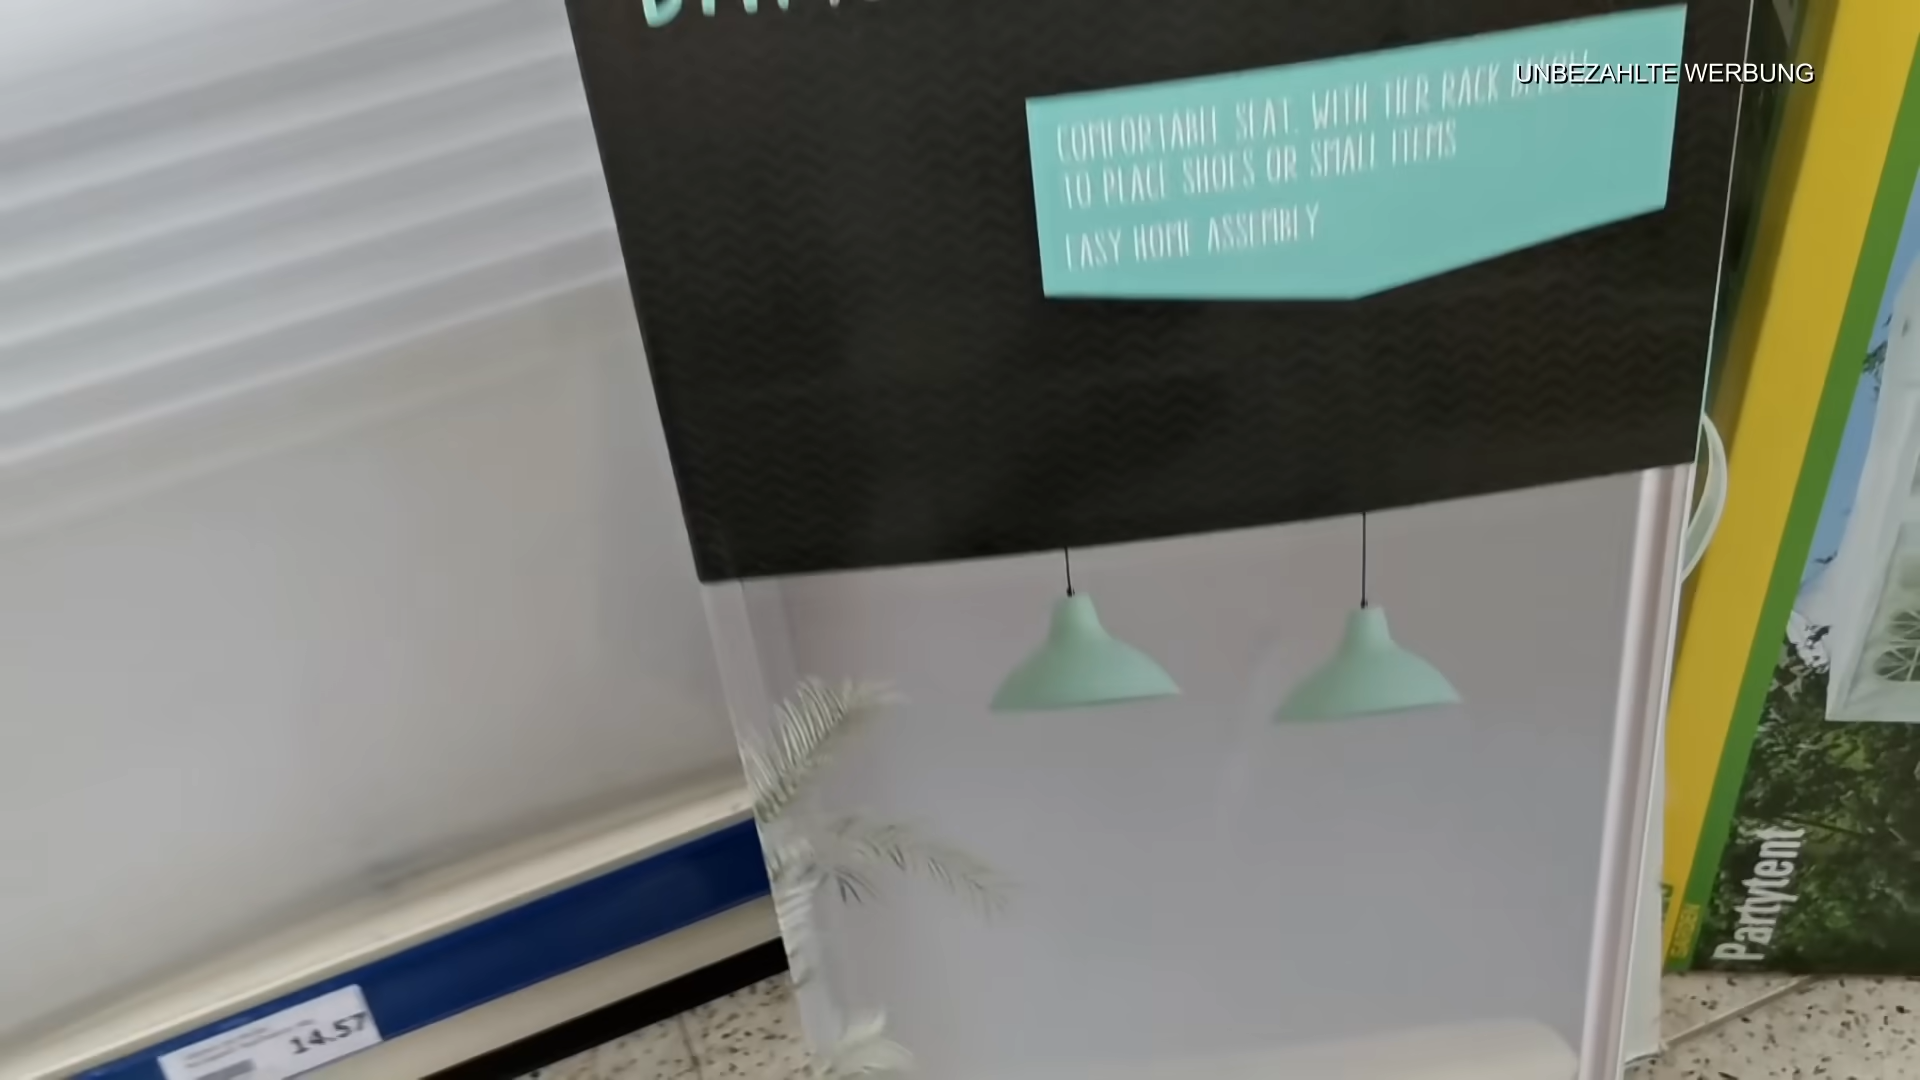 UNBEZAHLTE WERBUNG
COMFORTABLE SEAT. WITH TIER RACK
TO PLACE SHOES OR SMALL ITEMS
EASY HOME ASSEMBLY
Partytent
GARDEN
14.57